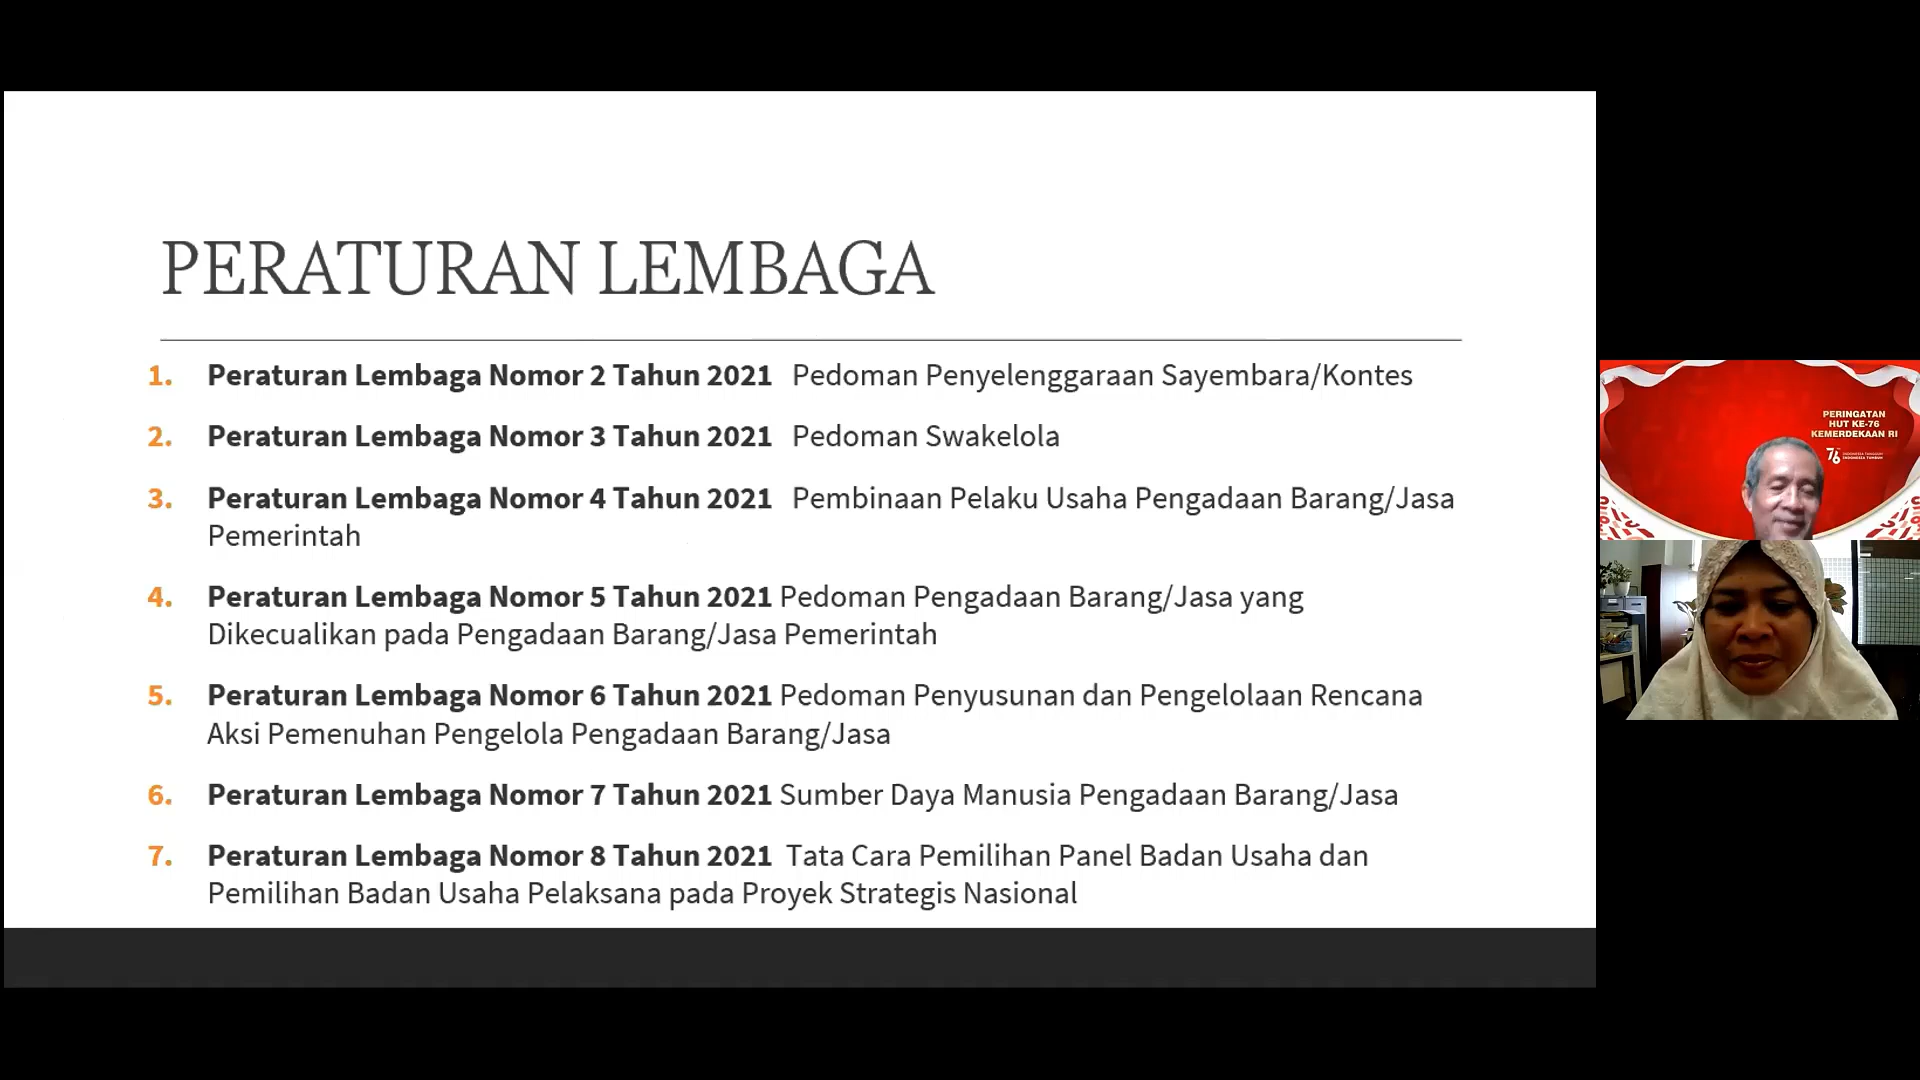 PERATURAN LEMBAGA
1. Peraturan Lembaga Nomor 2 Tahun 2021 Pedoman Penyelenggaraan Sayembara/Kontes
2. Peraturan Lembaga Nomor 3 Tahun 2021 Pedoman Swakelola
3. Peraturan Lembaga Nomor 4 Tahun 2021 Pembinaan Pelaku Usaha Pengadaan Barang/Jasa
Pemerintah
4. Peraturan Lembaga Nomor 5 Tahun 2021 Pedoman Pengadaan Barang/Jasa yang
Dikecualikan pada Pengadaan Barang/Jasa Pemerintah
5. Peraturan Lembaga Nomor 6 Tahun 2021 Pedoman Penyusunan dan Pengelolaan Rencana
Aksi Pemenuhan Pengelola Pengadaan Barang/Jasa
6. Peraturan Lembaga Nomor 7 Tahun 2021 Sumber Daya Manusia Pengadaan Barang/Jasa
7. Peraturan Lembaga Nomor 8 Tahun 2021 Tata Cara Pemilihan Panel Badan Usaha dan
Pemilihan Badan Usaha Pelaksana pada Proyek Strategis Nasional
PERINGATAN
HUT KE-76
KEMERDEKAAN RI
76 INDONESIA TANGGUH
INDONESIA TUMBUH